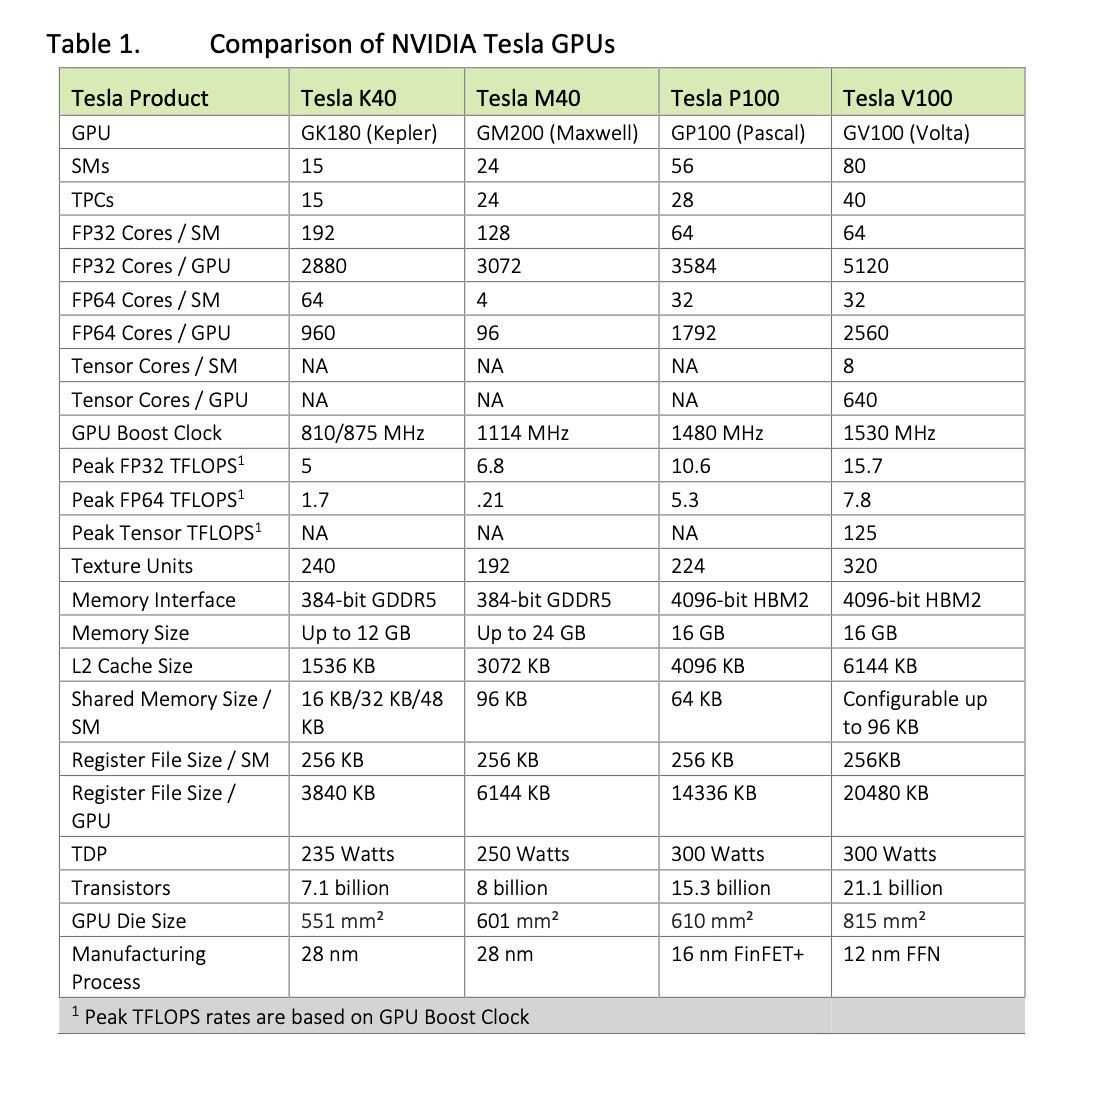 Table 1. Comparison of NVIDIA Tesla GPUs
Tesla Product Tesla K40 Tesla M40 Tesla P100 Tesla V100
GPU GK180 (Kepler) GM200 (Maxwell) GP100 (Pascal) GV100 (Volta)
SMs 15 24 56 80
TPCs 15 24 28 40
FP32 Cores / SM 192 128 64 64
FP32 Cores / GPU 2880 3072 3584 5120
FP64 Cores / SM 64 4 32 32
FP64 Cores / GPU 960 96 1792 2560
Tensor Cores / SM NA NA NA 8
Tensor Cores / GPU NA NA NA 640
GPU Boost Clock 810/875 MHz 1114 MHz 1480 MHz 1530 MHz
Peak FP32 TFLOPS¹ 5 6.8 10.6 15.7
Peak FP64 TFLOPS¹ 1.7 .21 5.3 7.8
Peak Tensor TFLOPS¹ NA NA NA 125
Texture Units 240 192 224 320
Memory Interface 384-bit GDDR5 384-bit GDDR5 4096-bit HBM2 4096-bit HBM2
Memory Size Up to 12 GB Up to 24 GB 16 GB 16 GB
L2 Cache Size 1536 KB 3072 KB 4096 KB 6144 KB
Shared Memory Size / 16 KB/32 KB/48 96 KB 64 KB Configurable up
SM KB to 96 KB
Register File Size / SM 256 KB 256 KB 256 KB 256KB
Register File Size / 3840 KB 6144 KB 14336 KB 20480 KB
GPU
TDP 235 Watts 250 Watts 300 Watts 300 Watts
Transistors 7.1 billion 8 billion 15.3 billion 21.1 billion
GPU Die Size 551 mm² 601 mm² 610 mm² 815 mm²
Manufacturing 28 nm 28 nm 16 nm FinFET+ 12 nm FFN
Process
¹ Peak TFLOPS rates are based on GPU Boost Clock